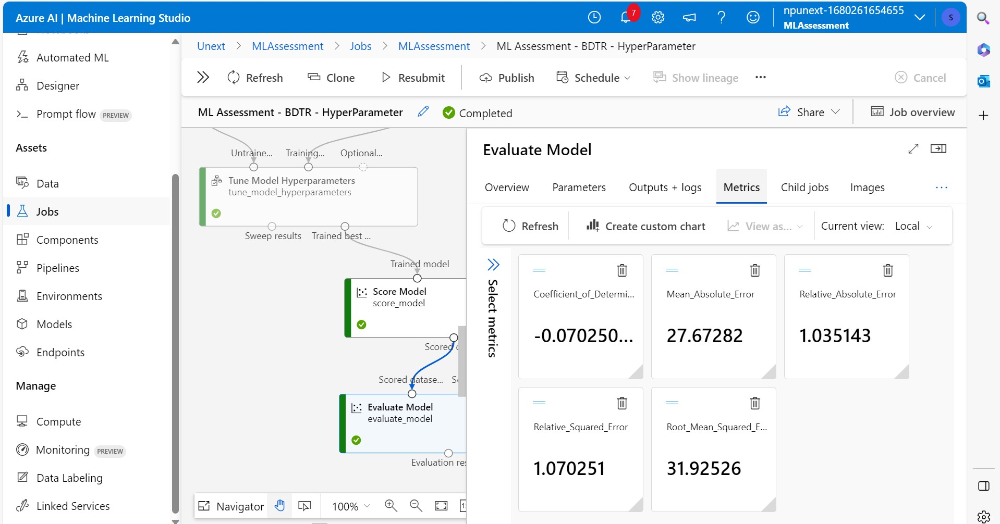 Azure AI | Machine Learning Studio
7
npunext-1680261654655
MLAssessment
S
Automated ML
Designer
Prompt flow PREVIEW
Assets
Data
Jobs
Components
Pipelines
Environments
Models
Endpoints
Manage
Compute
Monitoring PREVIEW
Data Labeling
Linked Services
Unext > MLAssessment > Jobs > MLAssessment > ML Assessment - BDTR - HyperParameter
Refresh
Clone
Resubmit
Publish
Schedule
Show lineage
...
Cancel
ML Assessment - BDTR - HyperParameter
Completed
Share
Job overview
Untraine...
Training...
Optional...
Tune Model Hyperparameters
tune_model_hyperparameters
Sweep results
Trained best ...
Trained model
Score Model
score_model
Scored
Scored datase...
Evaluate Model
evaluate_model
Evaluation res
Navigator
100%
Evaluate Model
Overview
Parameters
Outputs + logs
Metrics
Child jobs
Images
...
Refresh
Create custom chart
View as...
Current view: Local
Select metrics
Coefficient_of_Determi...
-0.070250...
Mean_Absolute_Error
27.67282
Relative_Absolute_Error
1.035143
Relative_Squared_Error
1.070251
Root_Mean_Squared_E...
31.92526